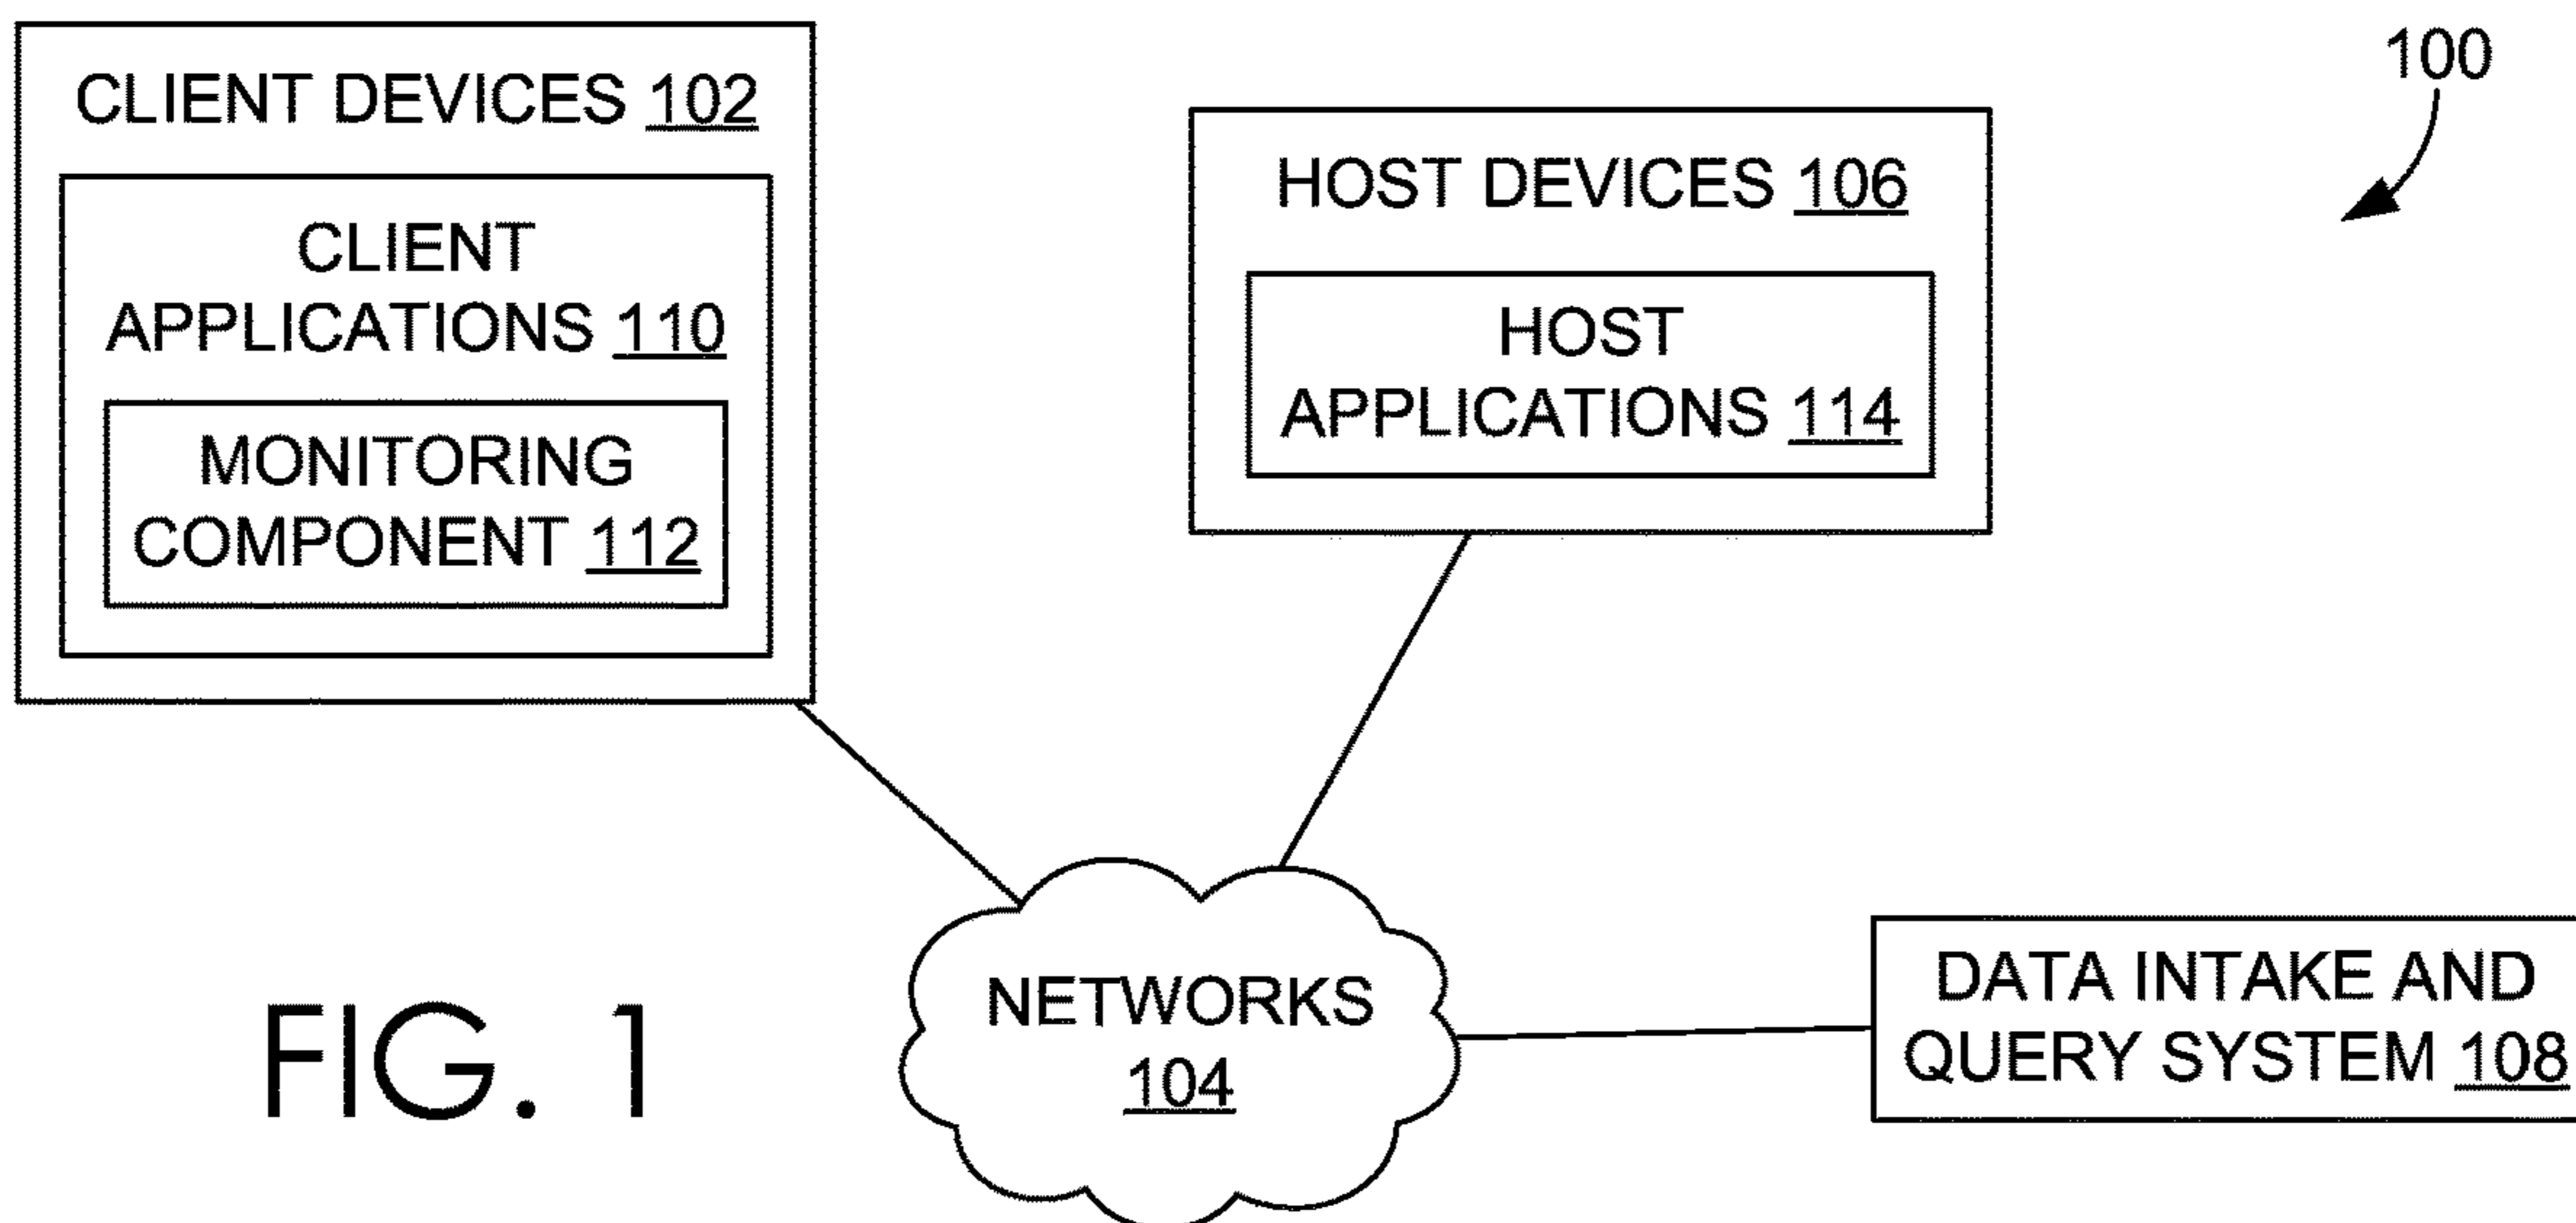 CLIENT DEVICES 102
CLIENT
APPLICATIONS 110
MONITORING
COMPONENT 112
HOST DEVICES 106
HOST
APPLICATIONS 114
100
NETWORKS
104
DATA INTAKE AND
QUERY SYSTEM 108
FIG. 1